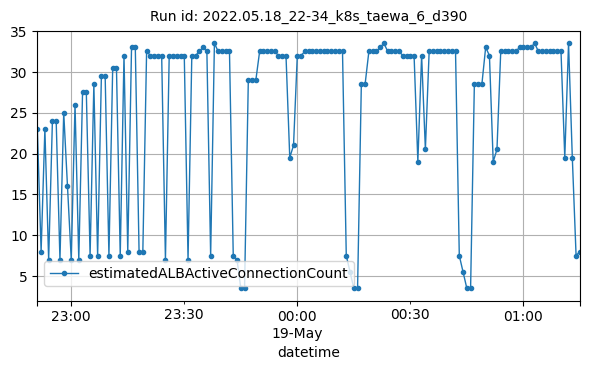 Run id: 2022.05.18_22-34_k8s_taewa_6_d390
35
30
25
20
15
10
5
estimatedALBActiveConnectionCount
23:00 23:30 00:00 00:30 01:00
19-May
datetime